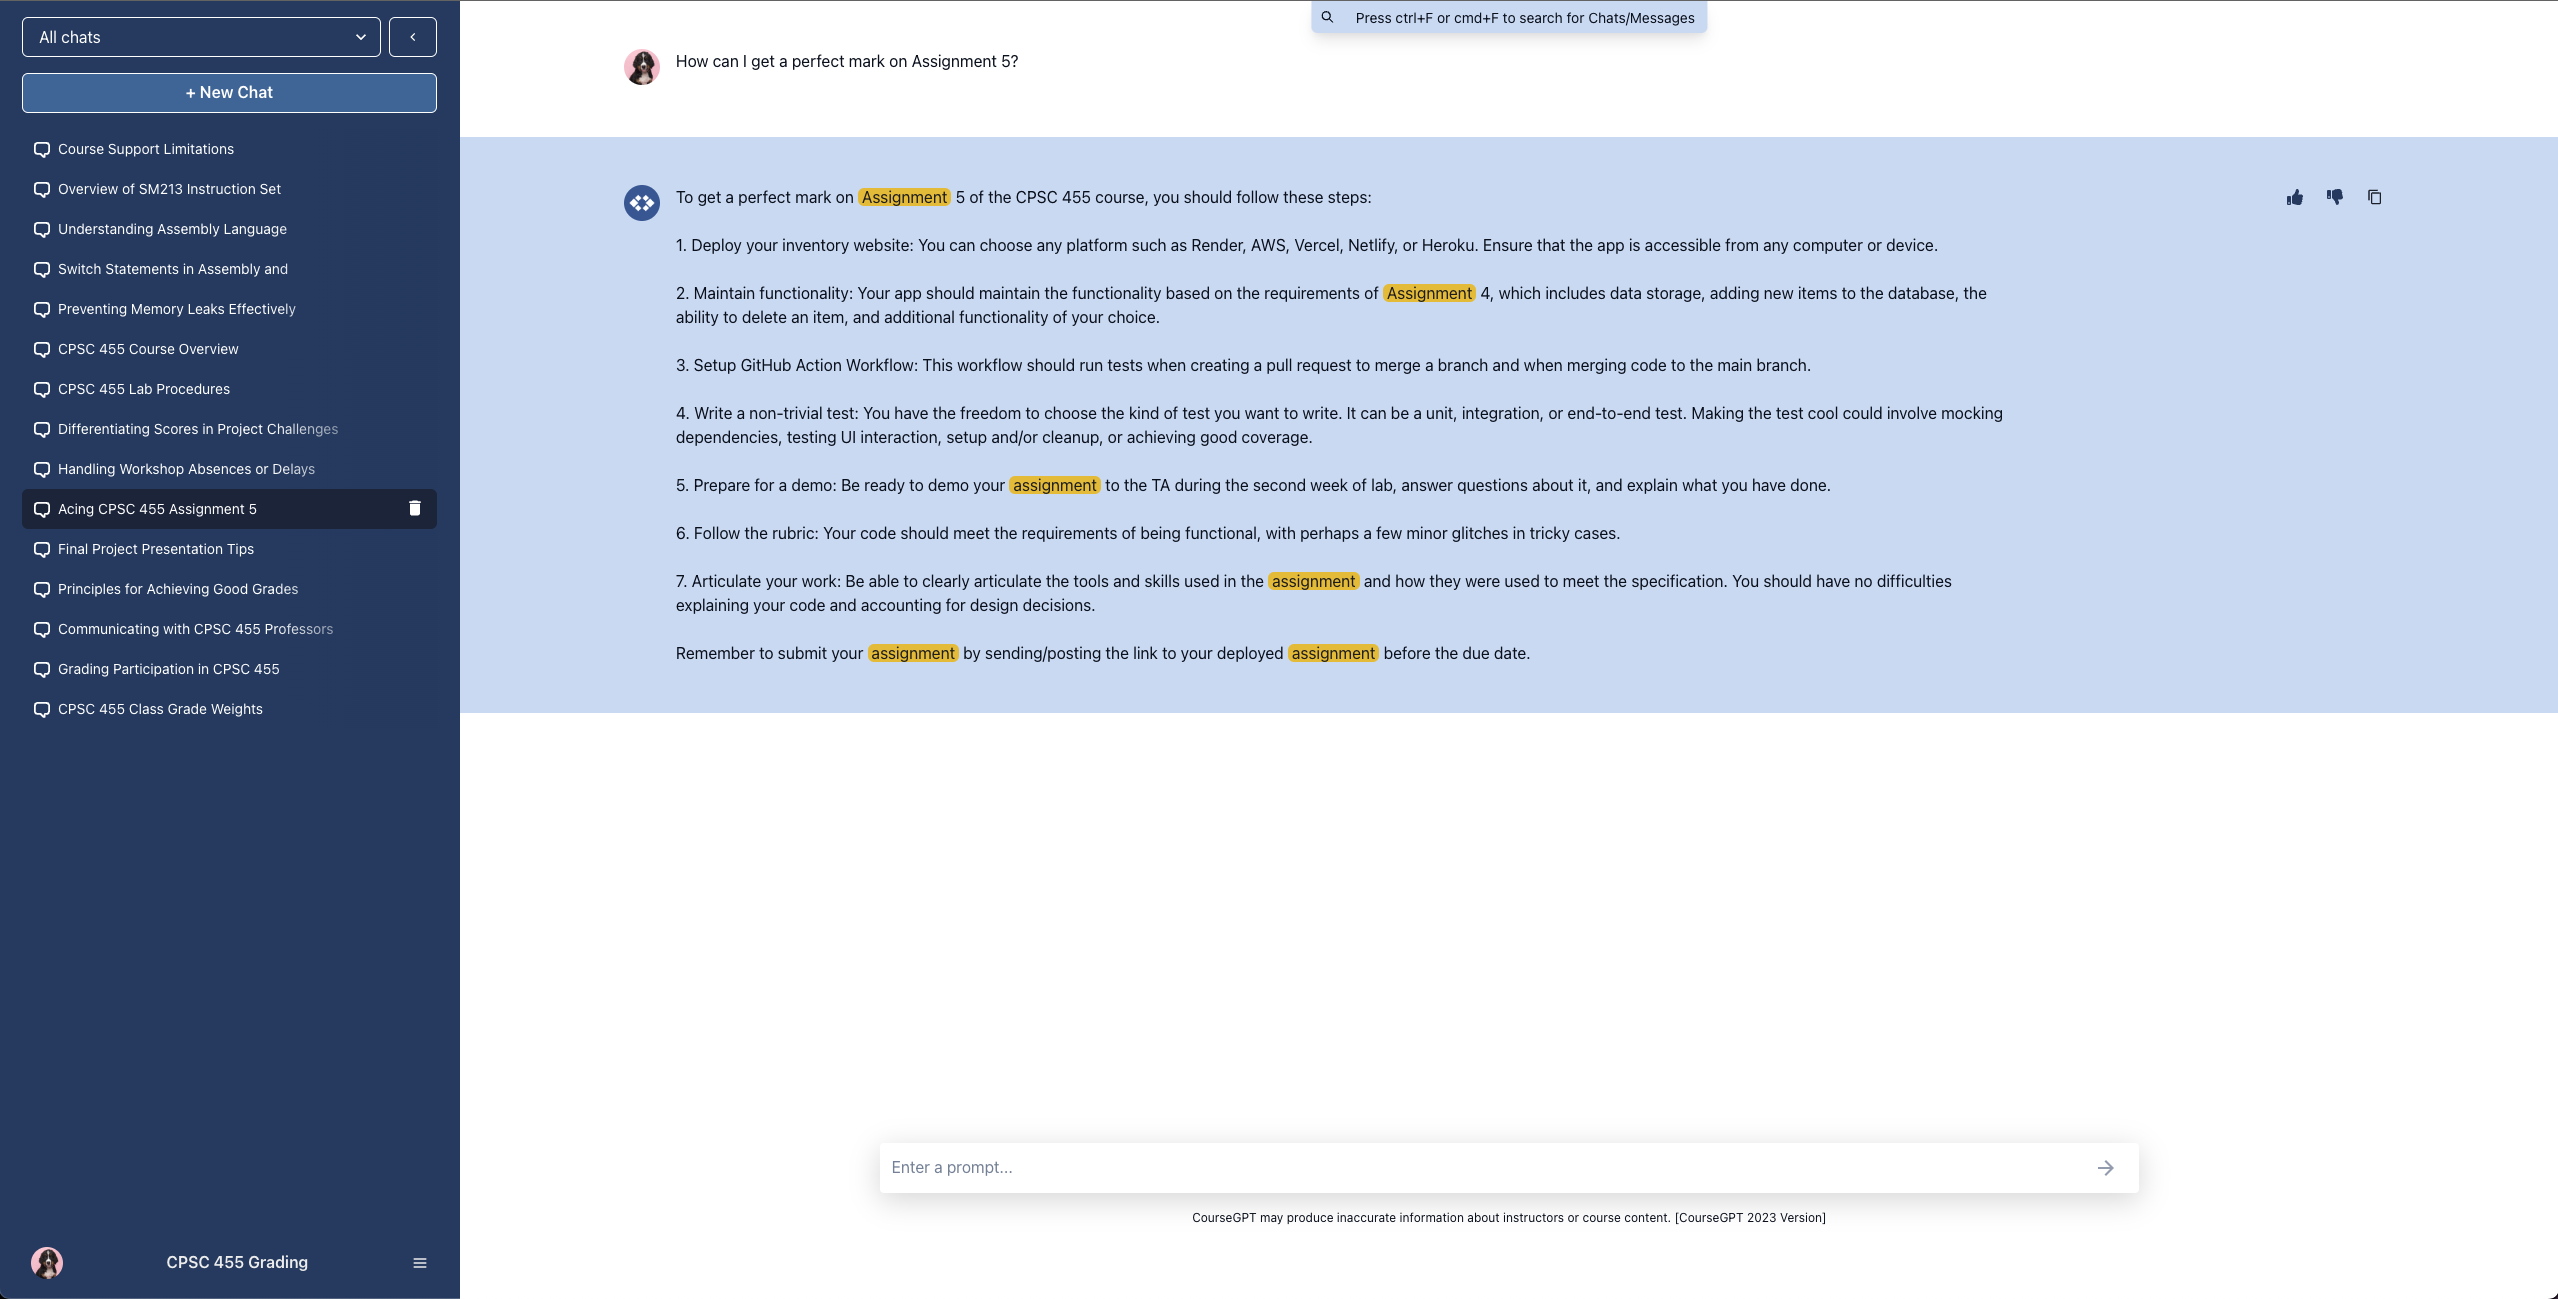 All chats
+ New Chat
Course Support Limitations
Overview of SM213 Instruction Set
Understanding Assembly Language
Switch Statements in Assembly and
Preventing Memory Leaks Effectively
CPSC 455 Course Overview
CPSC 455 Lab Procedures
Differentiating Scores in Project Challenges
Handling Workshop Absences or Delays
Acing CPSC 455 Assignment 5
Final Project Presentation Tips
Principles for Achieving Good Grades
Communicating with CPSC 455 Professors
Grading Participation in CPSC 455
CPSC 455 Class Grade Weights
CPSC 455 Grading
Press ctrl+F or cmd+F to search for Chats/Messages
How can I get a perfect mark on Assignment 5?
To get a perfect mark on Assignment 5 of the CPSC 455 course, you should follow these steps:
1. Deploy your inventory website: You can choose any platform such as Render, AWS, Vercel, Netlify, or Heroku. Ensure that the app is accessible from any computer or device.
2. Maintain functionality: Your app should maintain the functionality based on the requirements of Assignment 4, which includes data storage, adding new items to the database, the
ability to delete an item, and additional functionality of your choice.
3. Setup GitHub Action Workflow: This workflow should run tests when creating a pull request to merge a branch and when merging code to the main branch.
4. Write a non-trivial test: You have the freedom to choose the kind of test you want to write. It can be a unit, integration, or end-to-end test. Making the test cool could involve mocking
dependencies, testing UI interaction, setup and/or cleanup, or achieving good coverage.
5. Prepare for a demo: Be ready to demo your assignment to the TA during the second week of lab, answer questions about it, and explain what you have done.
6. Follow the rubric: Your code should meet the requirements of being functional, with perhaps a few minor glitches in tricky cases.
7. Articulate your work: Be able to clearly articulate the tools and skills used in the assignment and how they were used to meet the specification. You should have no difficulties
explaining your code and accounting for design decisions.
Remember to submit your assignment by sending/posting the link to your deployed assignment before the due date.
Enter a prompt...
CourseGPT may produce inaccurate information about instructors or course content. [CourseGPT 2023 Version]